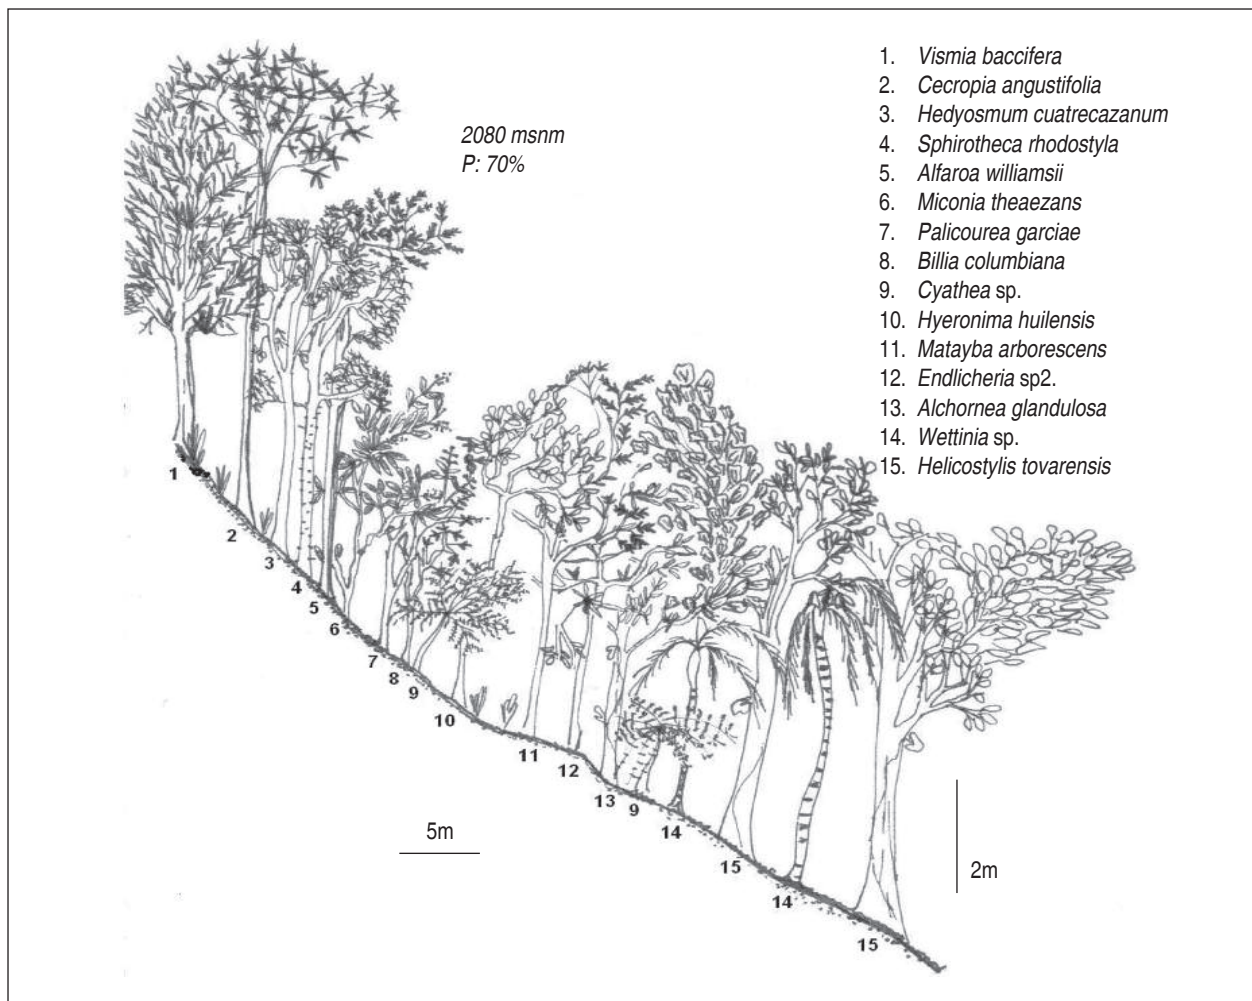 2080 msnm
P: 70%
1. Vismia baccifera
2. Cecropia angustifolia
3. Hedyosmum cuatrecazanum
4. Sphirotheca rhodostyla
5. Alfaroa williamsii
6. Miconia theaezans
7. Palicourea garciae
8. Billia columbiana
9. Cyathea sp.
10. Hyeronima huilensis
11. Matayba arborescens
12. Endlicheria sp2.
13. Alchornea glandulosa
14. Wettinia sp.
15. Helicostylis tovarensis
1
2
3
4
5
6
7
8
9
10
11
12
13
9
14
15
14
15
5m
2m